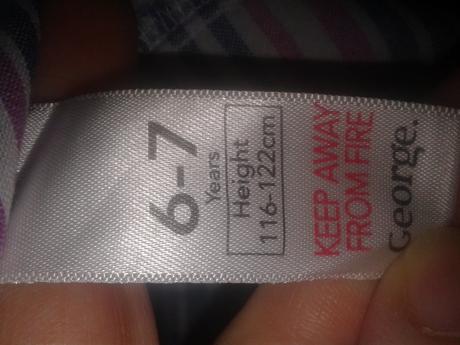 George.
KEEP AWAY
FROM FIRE
Height
116-122cm
6-7
Years